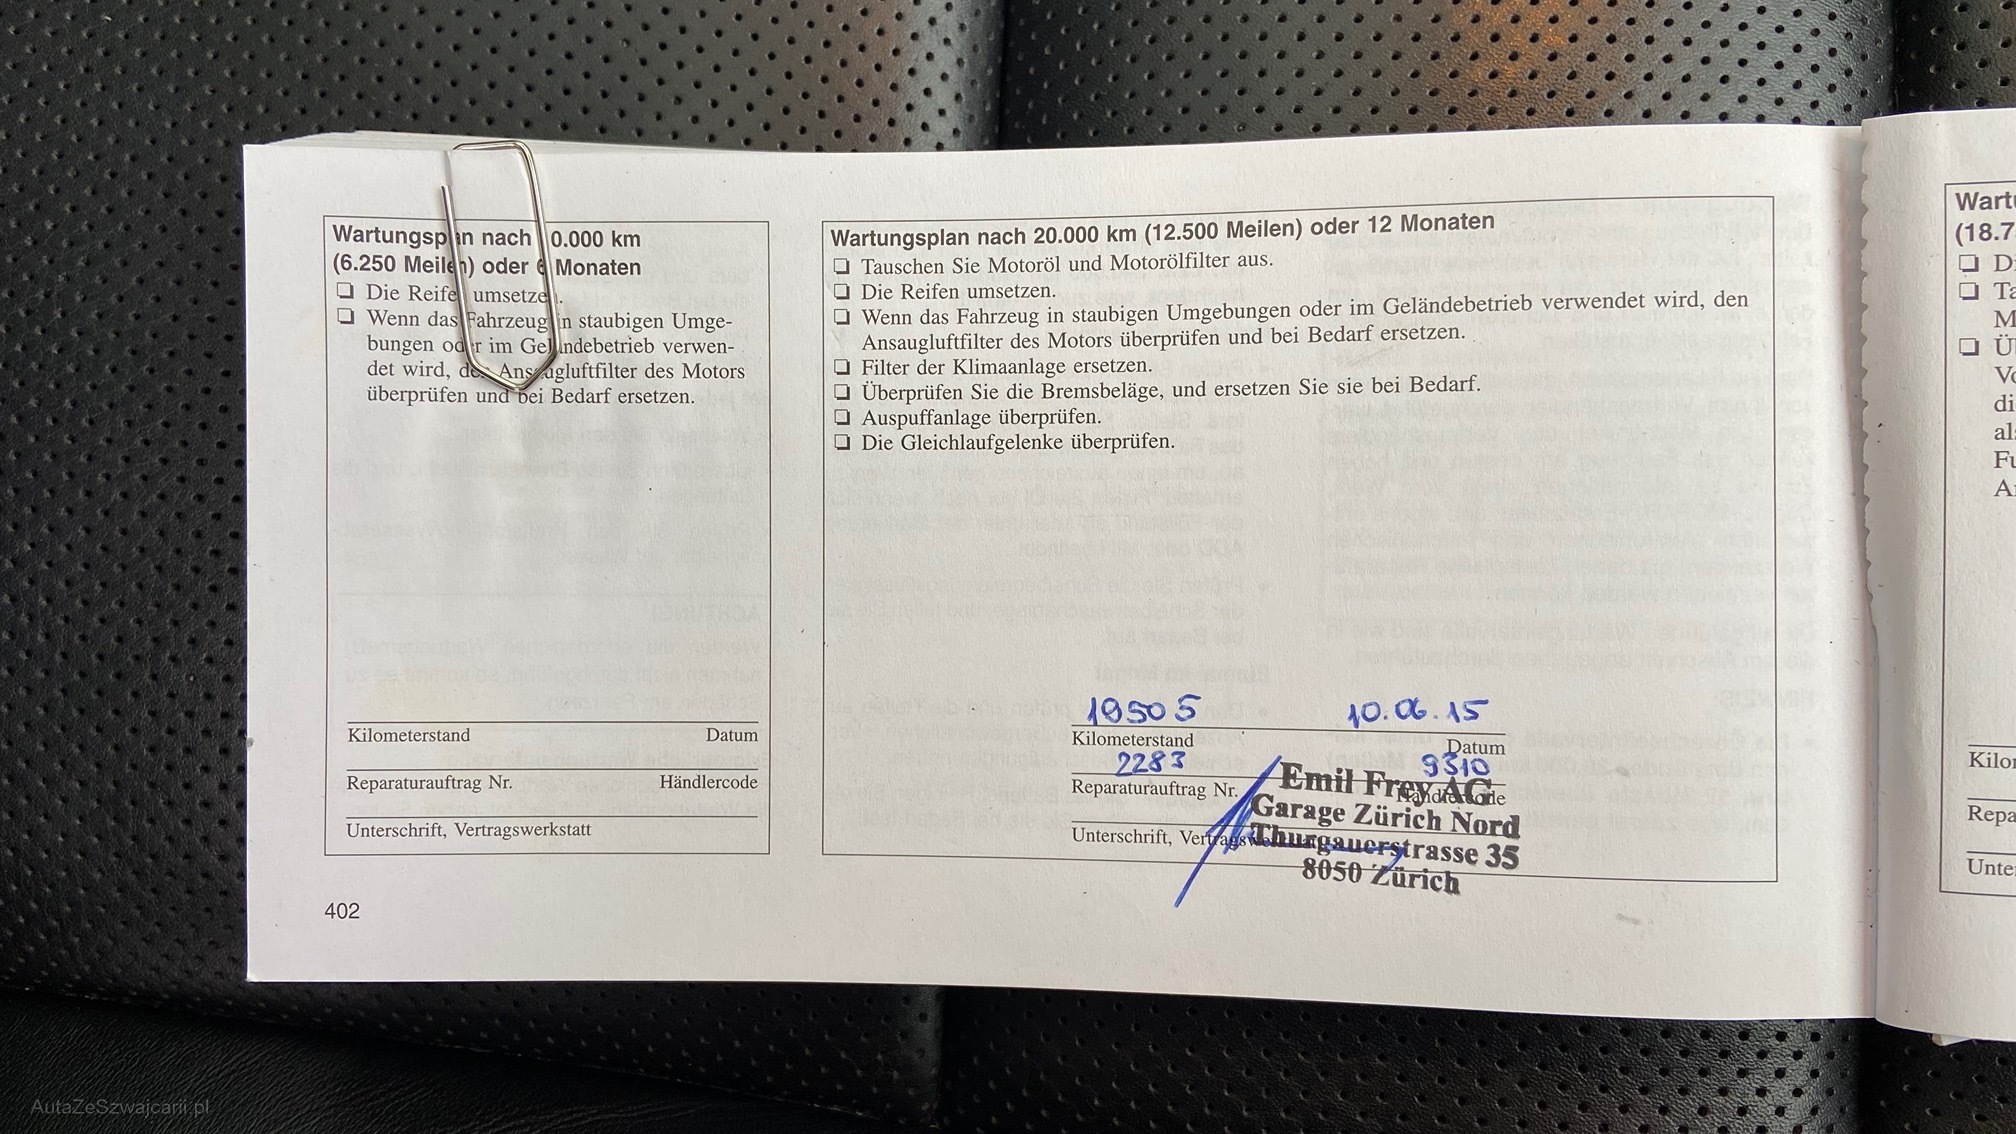 Wartungsplan nach 10.000 km
(6.250 Meilen) oder 6 Monaten
❏ Die Reifen umsetzen.
❏ Wenn das Fahrzeug in staubigen Umge-
bungen oder im Geländebetrieb verwen-
det wird, den Ansaugluftfilter des Motors
überprüfen und bei Bedarf ersetzen.
Kilometerstand Datum
Reparaturauftrag Nr. Händlercode
Unterschrift, Vertragswerkstatt
402
Wartungsplan nach 20.000 km (12.500 Meilen) oder 12 Monaten
❏ Tauschen Sie Motoröl und Motorölfilter aus.
❏ Die Reifen umsetzen.
❏ Wenn das Fahrzeug in staubigen Umgebungen oder im Geländebetrieb verwendet wird, den
Ansaugluftfilter des Motors überprüfen und bei Bedarf ersetzen.
❏ Filter der Klimaanlage ersetzen.
❏ Überprüfen Sie die Bremsbeläge, und ersetzen Sie sie bei Bedarf.
❏ Auspuffanlage überprüfen.
❏ Die Gleichlaufgelenke überprüfen.
19505 10.06.15
Kilometerstand Datum
2283 9310
Reparaturauftrag Nr. Händlercode
Unterschrift, Vertragswerkstatt
Emil Frey AG
Garage Zürich Nord
Thurgauerstrasse 35
8050 Zürich
(18.7
AutaZeSzwajcarii.pl